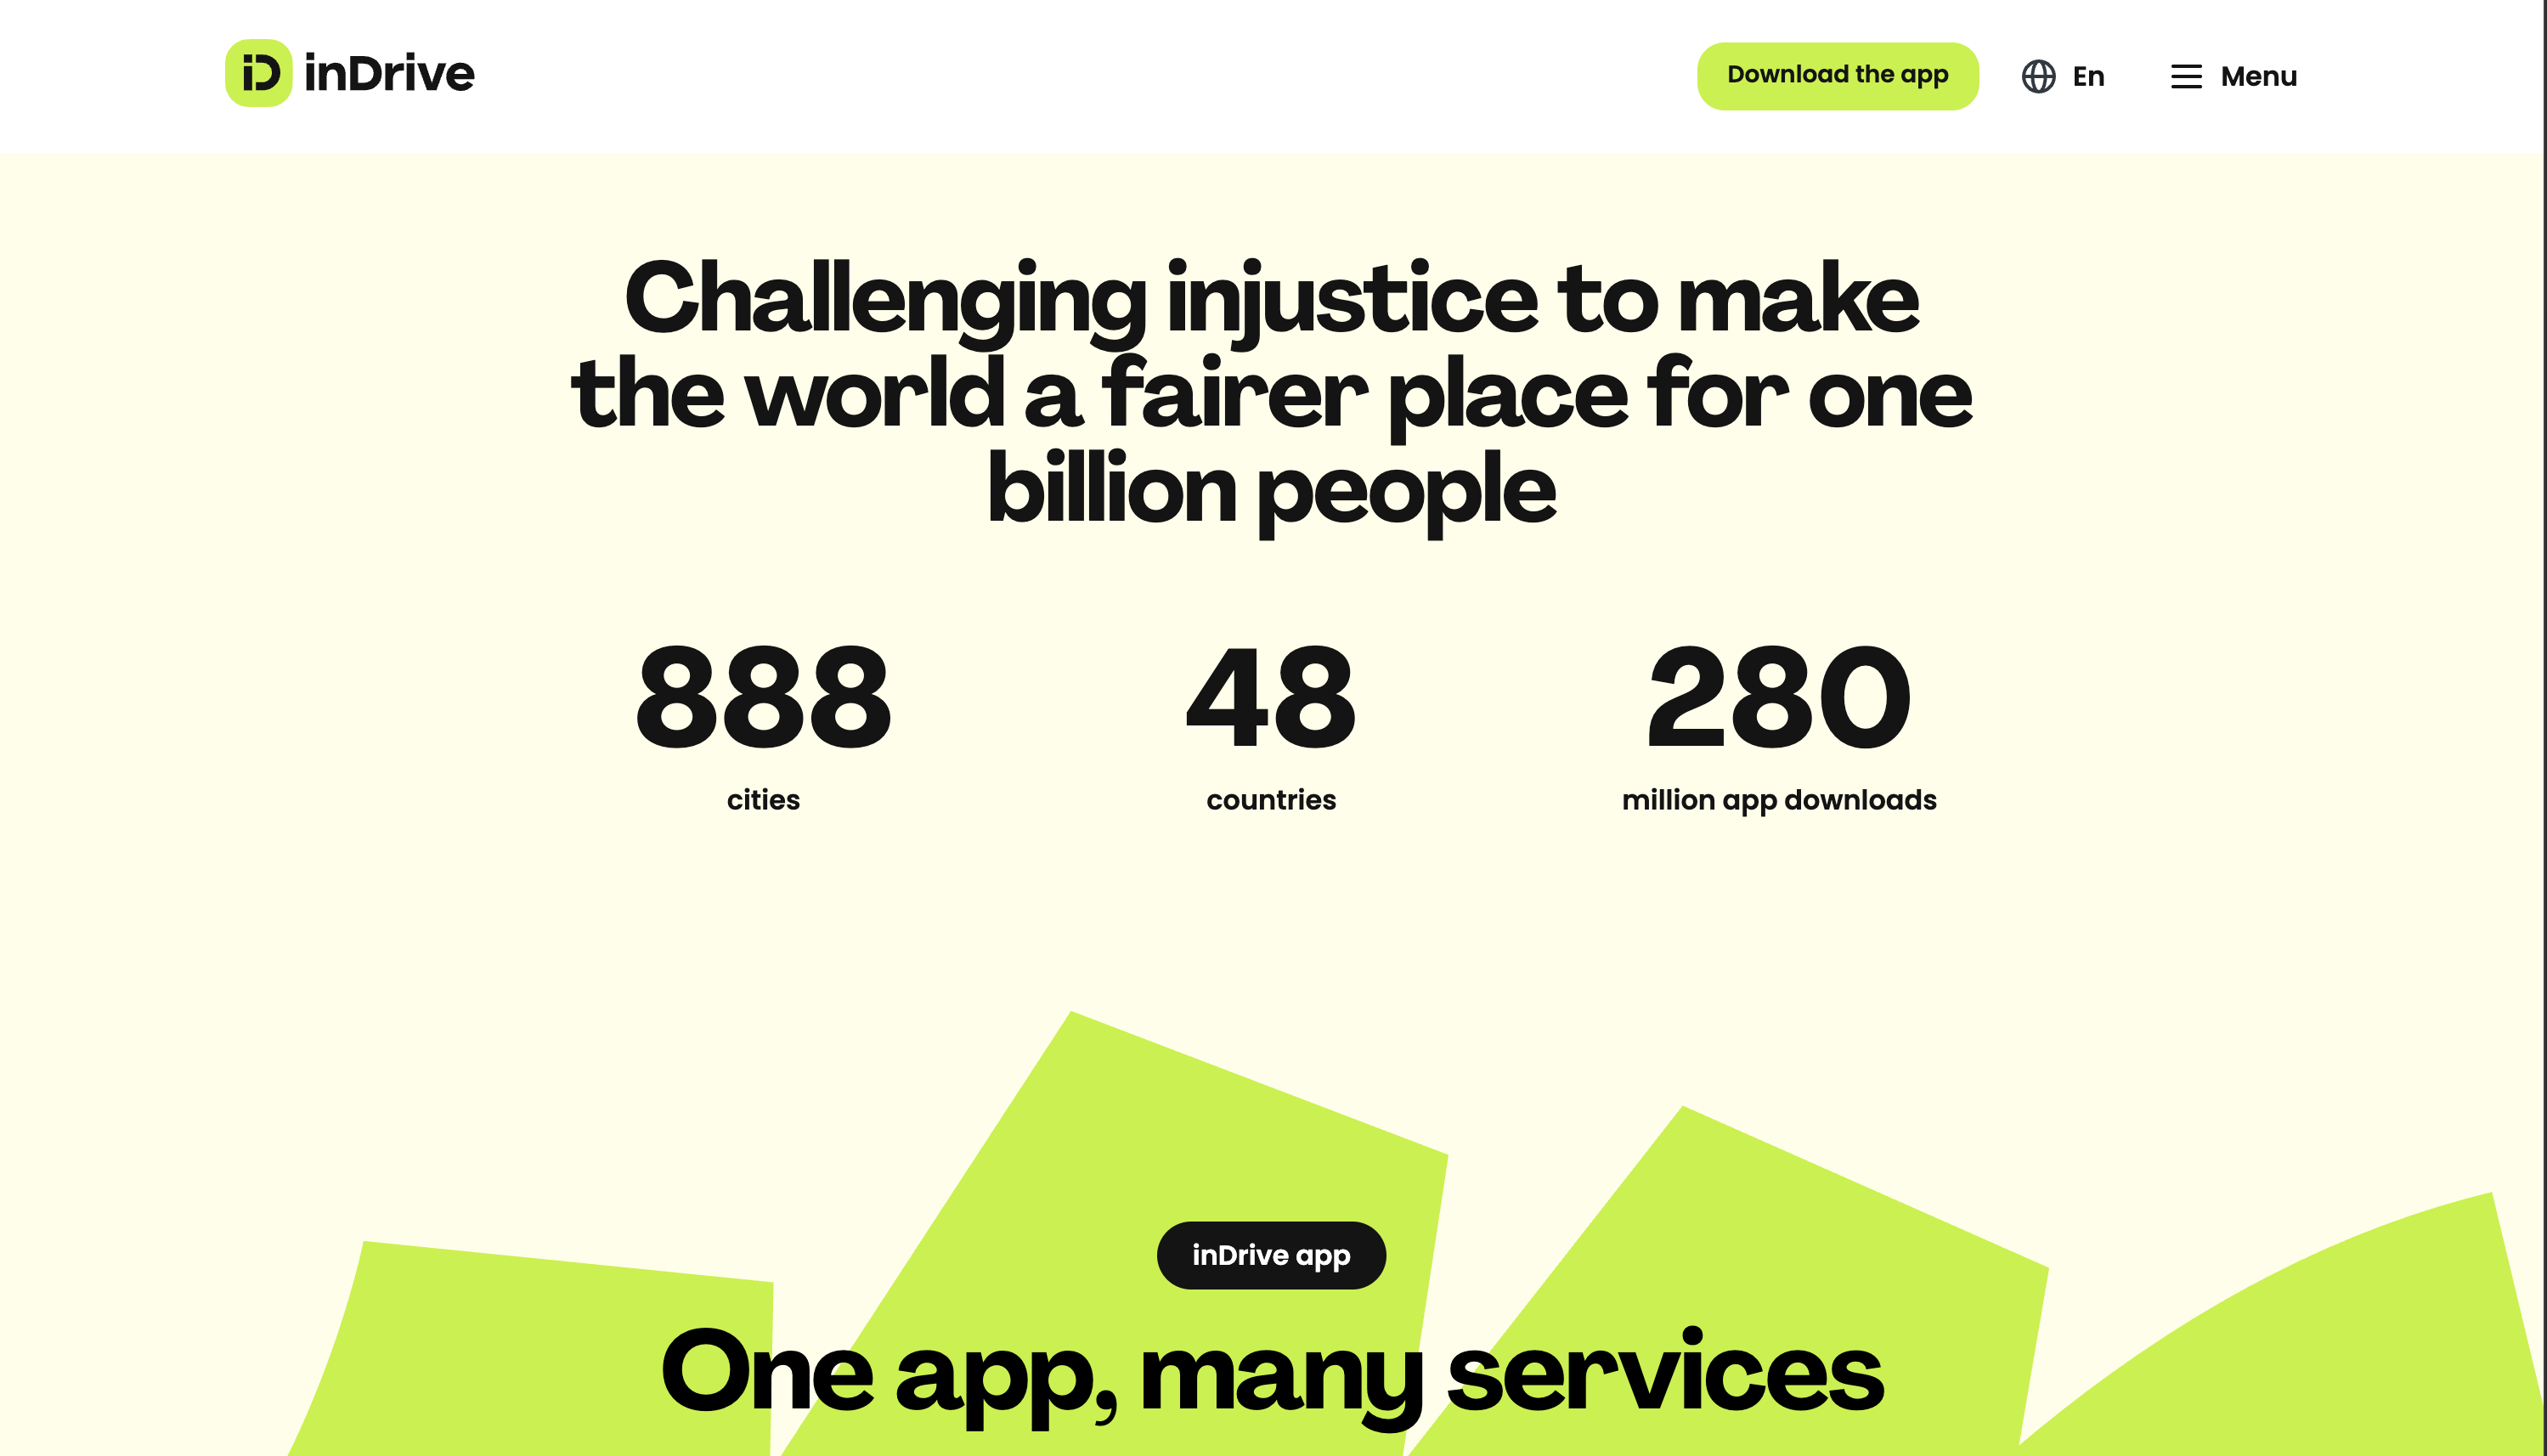 iD inDrive
Download the app
En
Menu
Challenging injustice to make
the world a fairer place for one
billion people
888
cities
48
countries
280
million app downloads
inDrive app
One app, many services